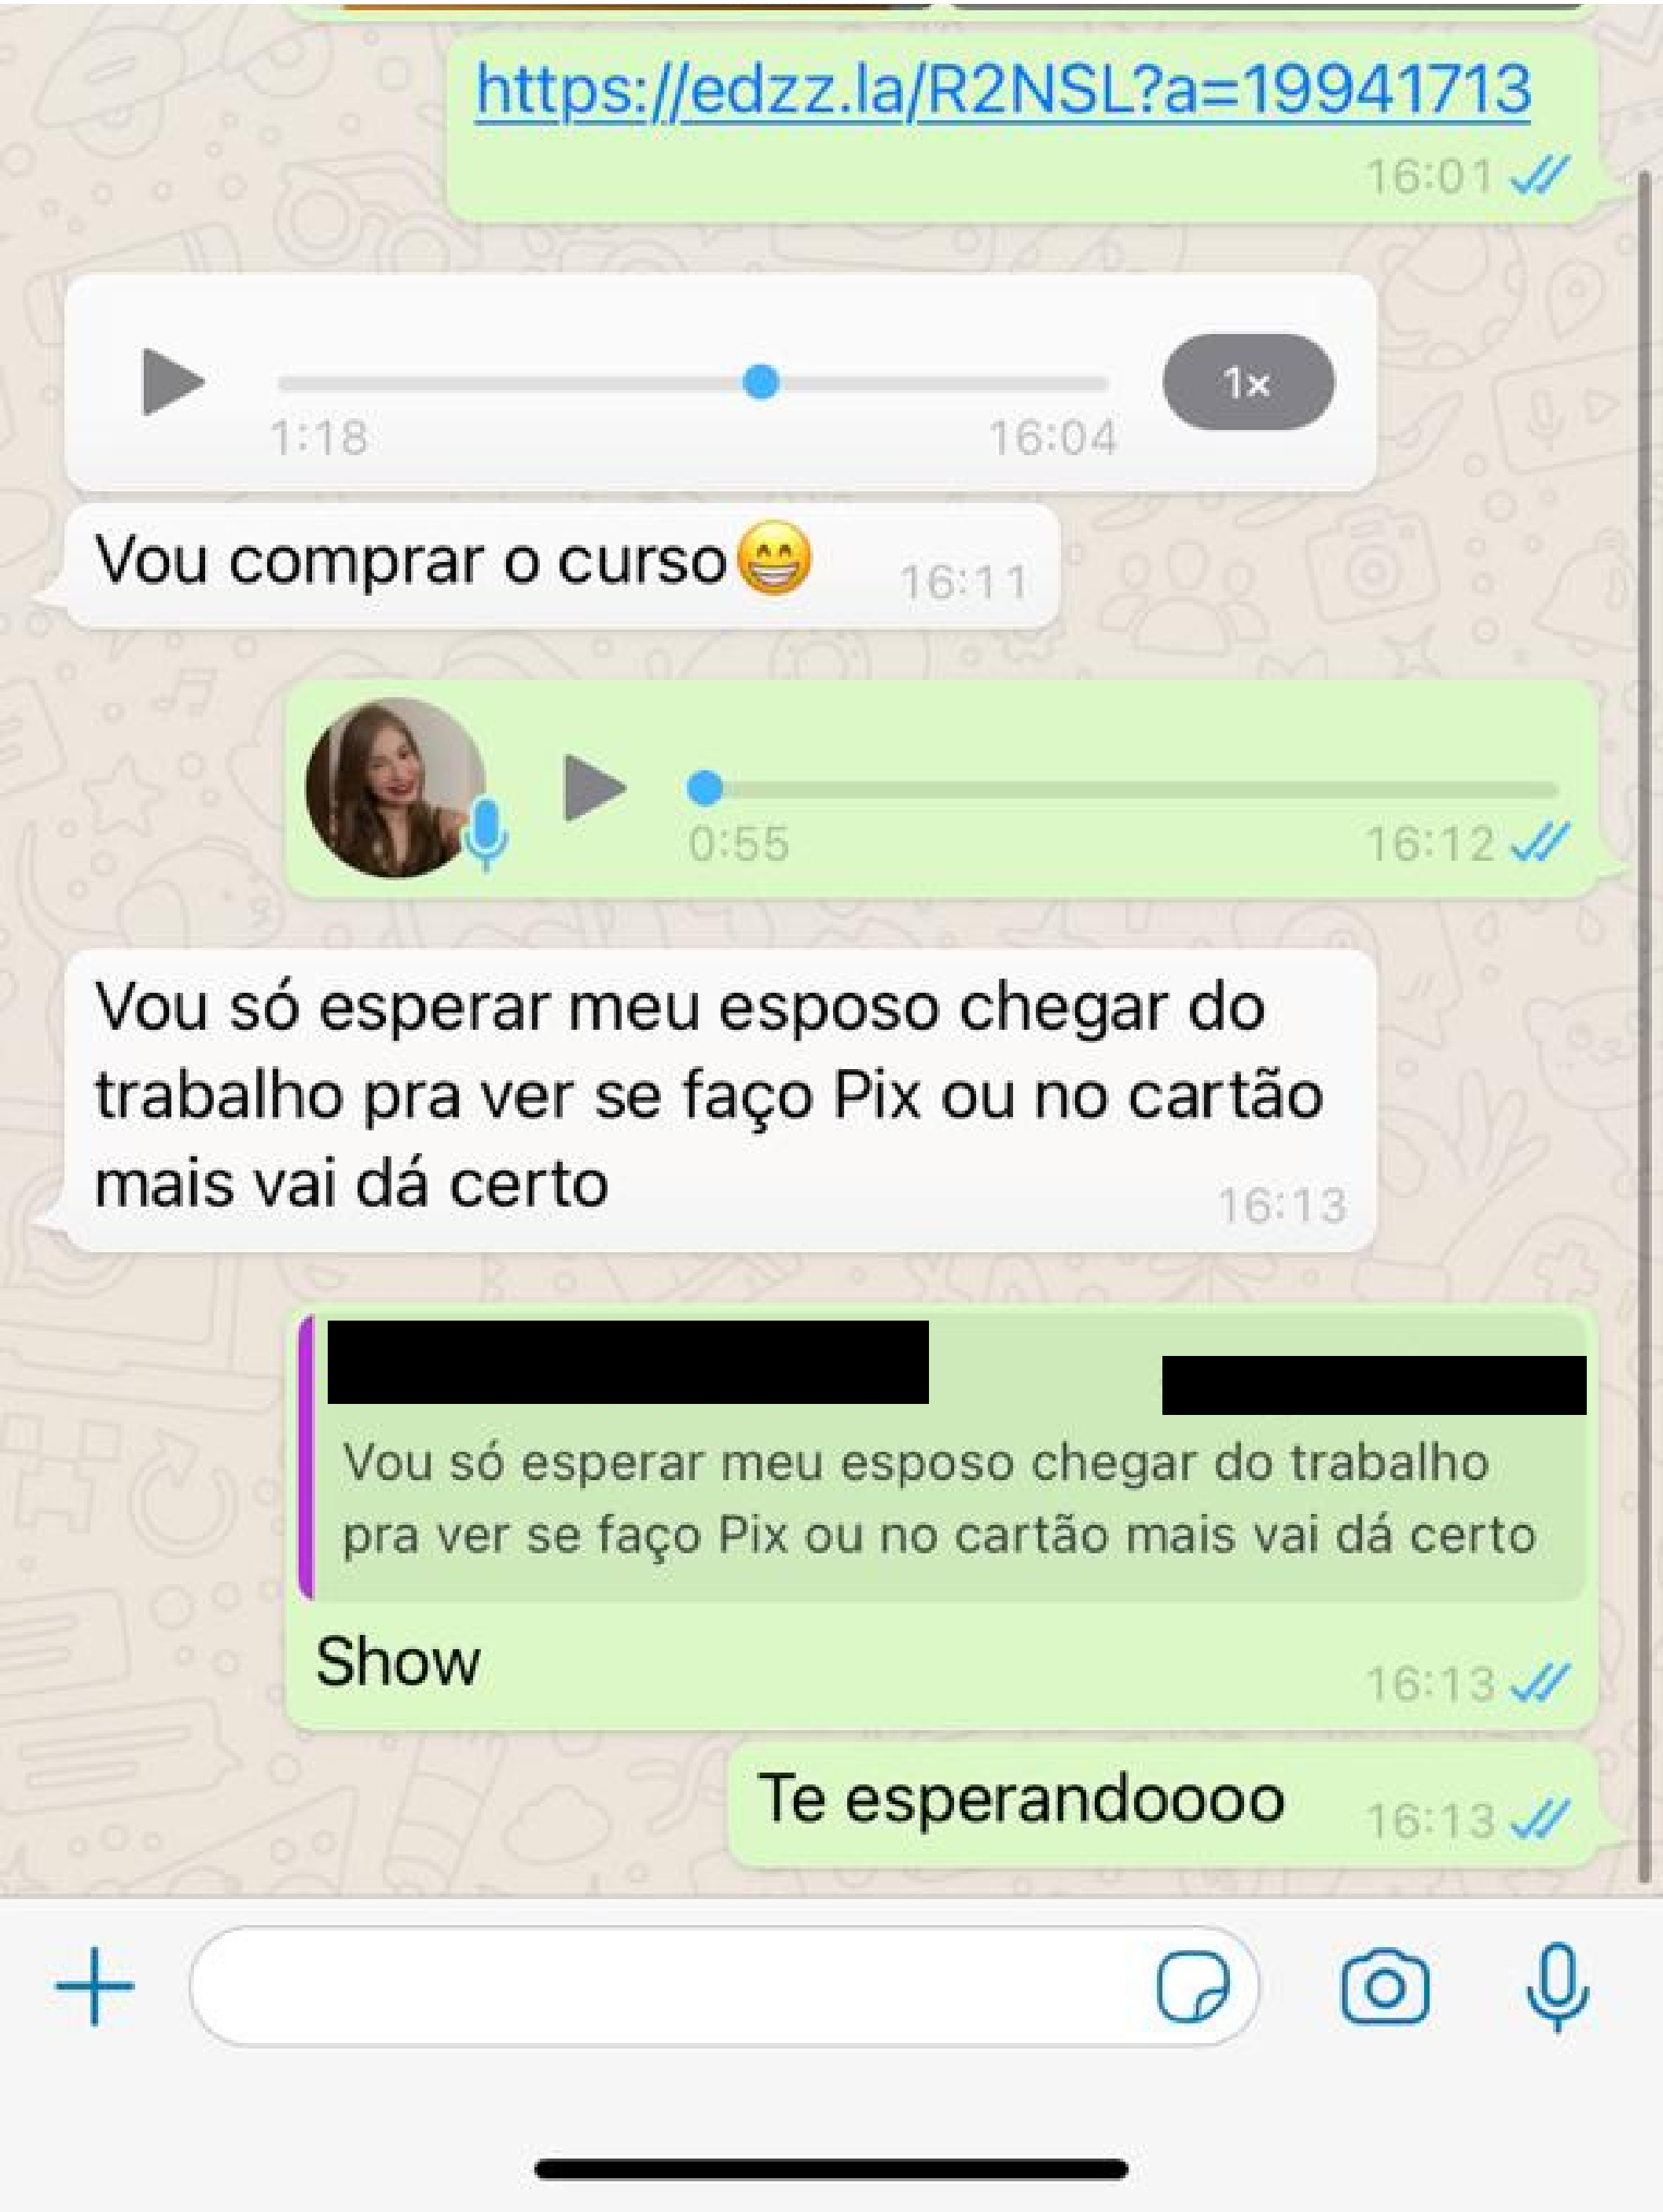 https://edzz.la/R2NSL?a=19941713
16:01
1x
1:18
16:04
Vou comprar o curso😁
16:11
0:55
16:12
Vou só esperar meu esposo chegar do
trabalho pra ver se faço Pix ou no cartão
mais vai dá certo
16:13
Vou só esperar meu esposo chegar do trabalho
pra ver se faço Pix ou no cartão mais vai dá certo
Show
16:13
Te esperandoooo
16:13